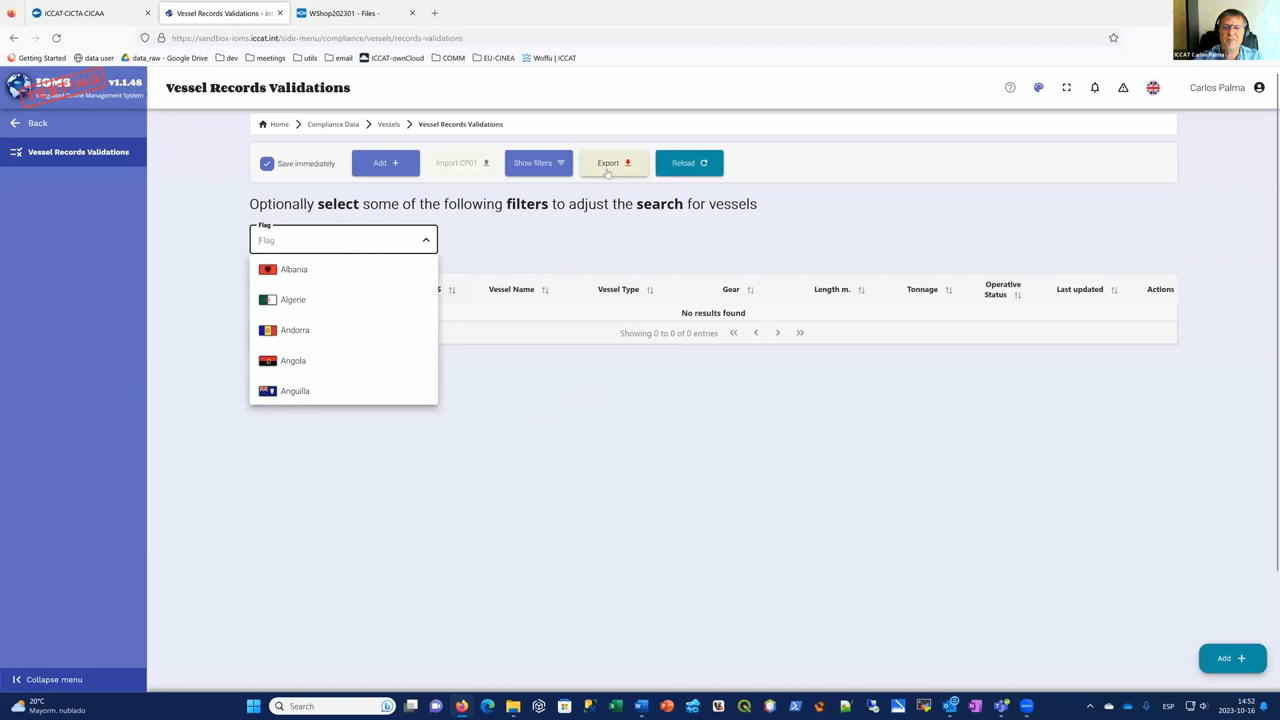 ICCAT·CICTA·CICAA
Vessel Records Validations - Int
WShop202301 - Files -
https://sandbox-ioms.iccat.int/side-menu/compliance/vessels/records-validations
Getting Started
data user
data_raw - Google Drive
dev
meetings
utils
email
ICCAT-ownCloud
COMM
EU-CINEA
Woffu | ICCAT
ICCAT Carlos Palma
IOMS
v1.1.48
Integrated Online Management System
Vessel Records Validations
Carlos Palma
Back
Vessel Records Validations
Home
Compliance Data
Vessels
Vessel Records Validations
Save immediately
Add
Import CP01
Show filters
Export
Reload
Optionally select some of the following filters to adjust the search for vessels
Flag
Flag
Albania
Algerie
Andorra
Angola
Anguilla
S
Vessel Name
Vessel Type
Gear
Length m.
Tonnage
Operative
Status
Last updated
Actions
No results found
Showing 0 to 0 of 0 entries
Add
Collapse menu
20°C
Mayorm. nublado
Search
ESP
14:52
2023-10-16